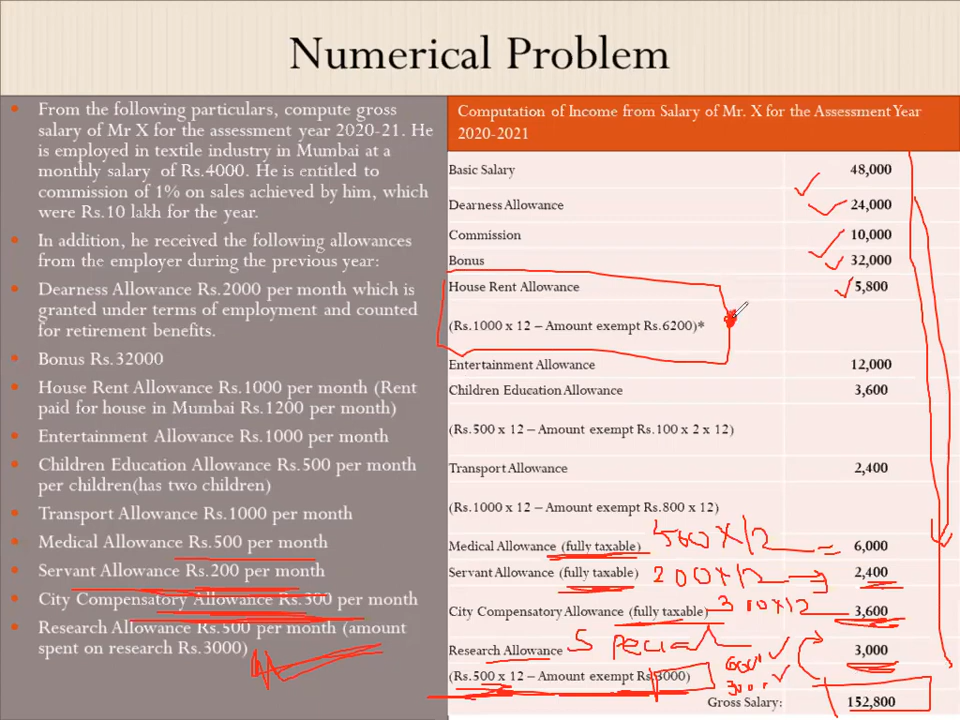 Numerical Problem
From the following particulars, compute gross
salary of Mr X for the assessment year 2020-21. He
is employed in textile industry in Mumbai at a
monthly salary of Rs.4000. He is entitled to
commission of 1% on sales achieved by him, which
were Rs.10 lakh for the year.
In addition, he received the following allowances
from the employer during the previous year:
Dearness Allowance Rs.2000 per month which is
granted under terms of employment and counted
for retirement benefits.
Bonus Rs.32000
House Rent Allowance Rs.1000 per month (Rent
paid for house in Mumbai Rs.1200 per month)
Entertainment Allowance Rs.1000 per month
Children Education Allowance Rs.500 per month
per children(has two children)
Transport Allowance Rs.1000 per month
Medical Allowance Rs.500 per month
Servant Allowance Rs.200 per month
City Compensatory Allowance Rs.300 per month
Research Allowance Rs.500 per month (amount
spent on research Rs.3000)
Computation of Income from Salary of Mr. X for the Assessment Year
2020-2021
Basic Salary 48,000
Dearness Allowance 24,000
Commission 10,000
Bonus 32,000
House Rent Allowance 5,800
(Rs.1000 x 12 – Amount exempt Rs.6200)*
Entertainment Allowance 12,000
Children Education Allowance 3,600
(Rs.500 x 12 – Amount exempt Rs.100 x 2 x 12)
Transport Allowance 2,400
(Rs.1000 x 12 – Amount exempt Rs.800 x 12)
Medical Allowance (fully taxable) 500 x 12 = 6,000
Servant Allowance (fully taxable) 200 x 12 2,400
City Compensatory Allowance (fully taxable) 300 x 12 3,600
Research Allowance Special 6000 3,000
(Rs.500 x 12 – Amount exempt Rs.3000) 3000
Gross Salary: 152,800